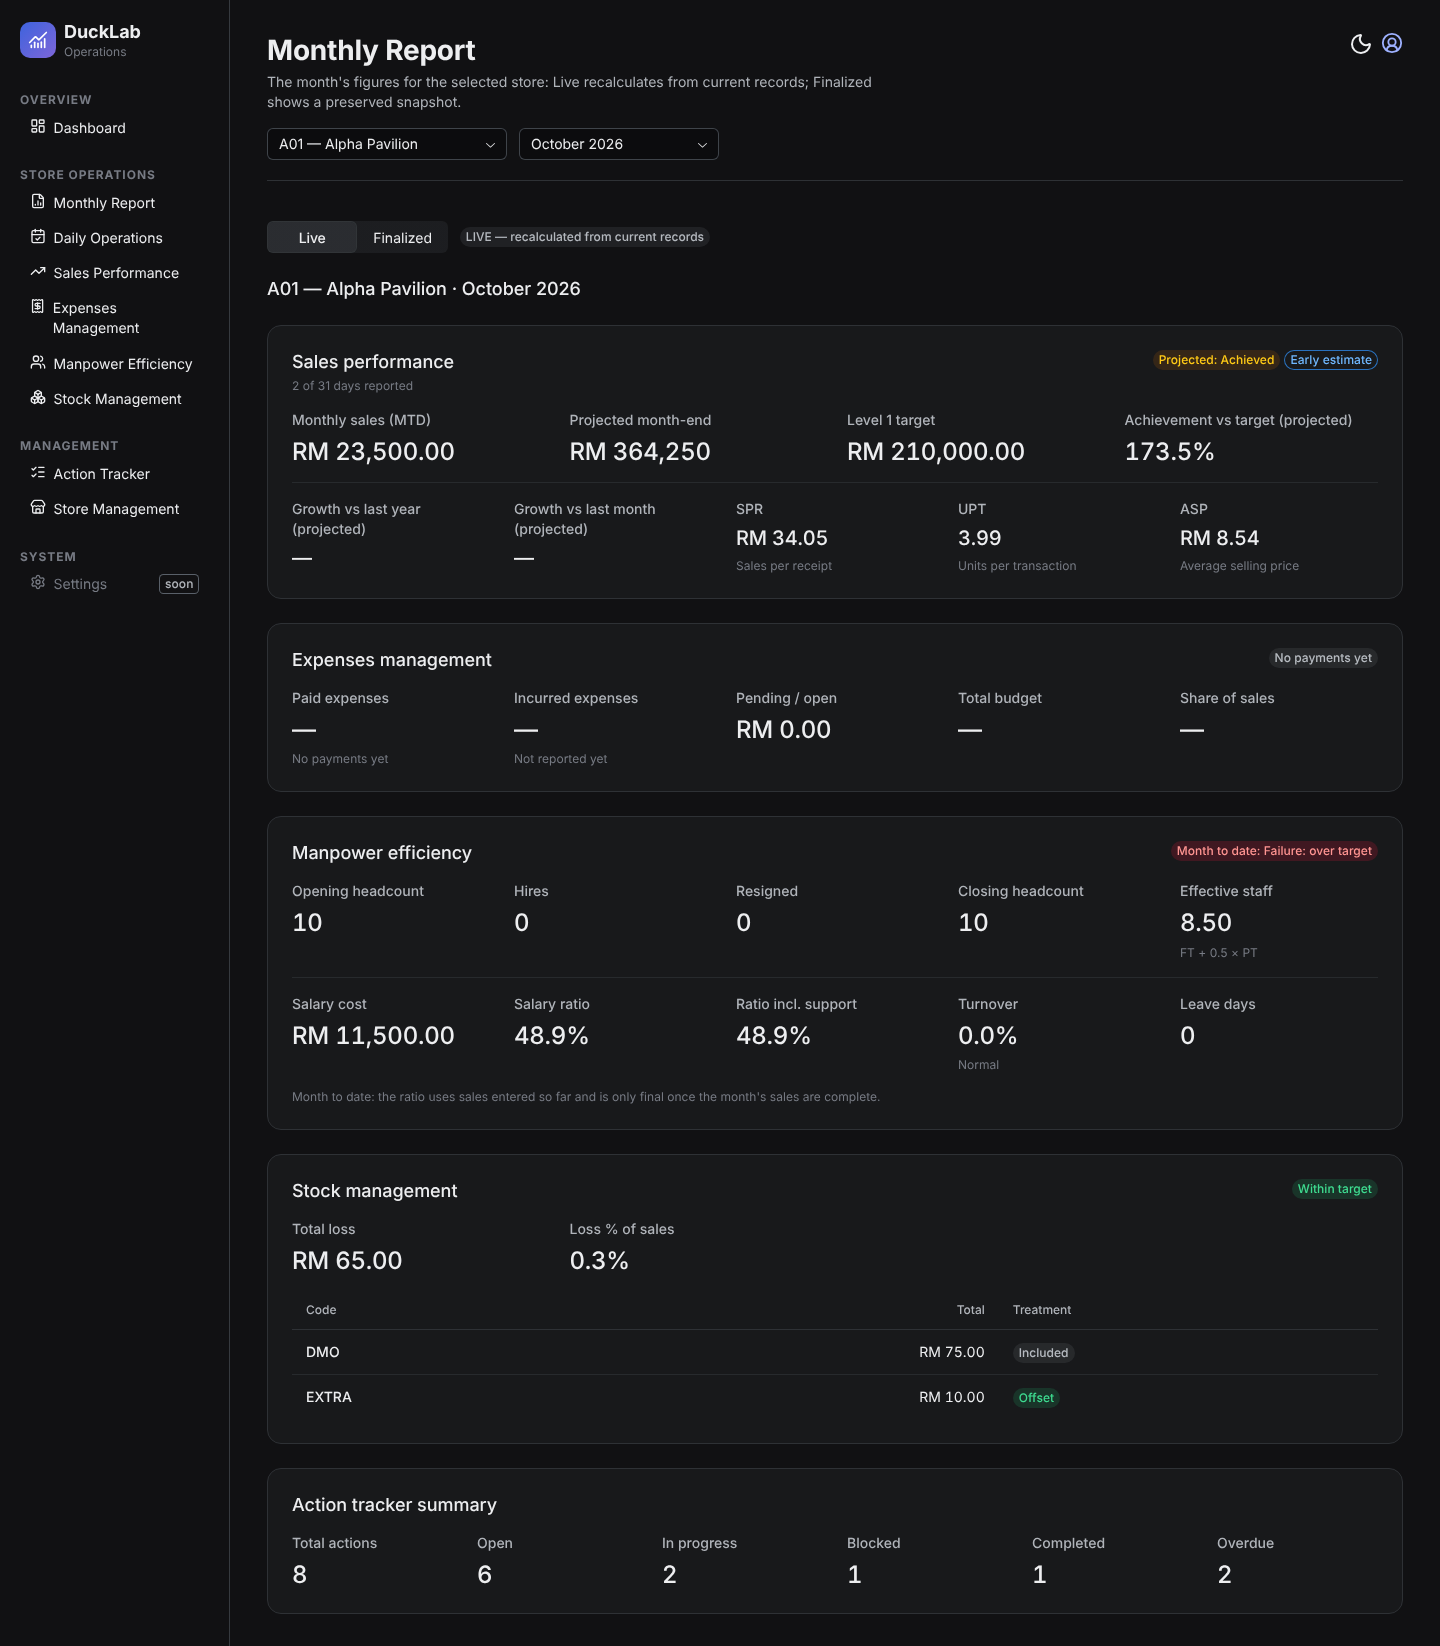 DuckLab
Operations
OVERVIEW
Dashboard
STORE OPERATIONS
Monthly Report
Daily Operations
Sales Performance
Expenses
Management
Manpower Efficiency
Stock Management
MANAGEMENT
Action Tracker
Store Management
SYSTEM
Settings soon
Monthly Report
The month's figures for the selected store: Live recalculates from current records; Finalized
shows a preserved snapshot.
A01 — Alpha Pavilion October 2026
Live Finalized LIVE — recalculated from current records
A01 — Alpha Pavilion · October 2026
Sales performance Projected: Achieved Early estimate
2 of 31 days reported
Monthly sales (MTD) Projected month-end Level 1 target Achievement vs target (projected)
RM 23,500.00 RM 364,250 RM 210,000.00 173.5%
Growth vs last year Growth vs last month SPR UPT ASP
(projected) (projected) RM 34.05 3.99 RM 8.54
— — Sales per receipt Units per transaction Average selling price
Expenses management No payments yet
Paid expenses Incurred expenses Pending / open Total budget Share of sales
— — RM 0.00 — —
No payments yet Not reported yet
Manpower efficiency Month to date: Failure: over target
Opening headcount Hires Resigned Closing headcount Effective staff
10 0 0 10 8.50
FT + 0.5 × PT
Salary cost Salary ratio Ratio incl. support Turnover Leave days
RM 11,500.00 48.9% 48.9% 0.0% 0
Normal
Month to date: the ratio uses sales entered so far and is only final once the month's sales are complete.
Stock management Within target
Total loss Loss % of sales
RM 65.00 0.3%
Code Total Treatment
DMO RM 75.00 Included
EXTRA RM 10.00 Offset
Action tracker summary
Total actions Open In progress Blocked Completed Overdue
8 6 2 1 1 2